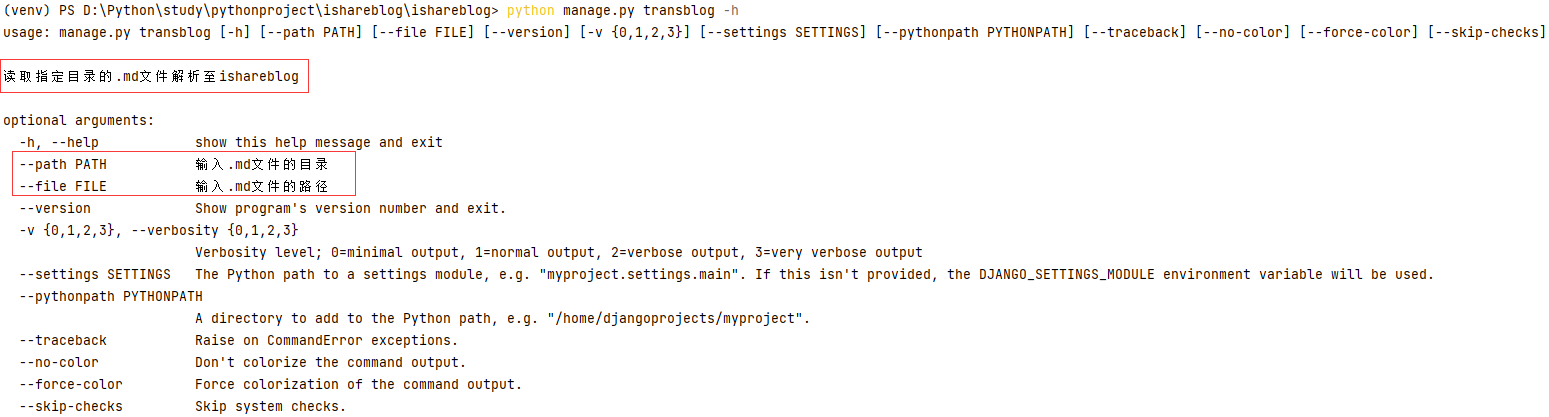 (venv) PS D:\Python\study\pythonproject\ishareblog\ishareblog> python manage.py transblog -h
usage: manage.py transblog [-h] [--path PATH] [--file FILE] [--version] [-v {0,1,2,3}] [--settings SETTINGS] [--pythonpath PYTHONPATH] [--traceback] [--no-color] [--force-color] [--skip-checks]
读取指定目录的.md文件解析至ishareblog
optional arguments:
-h, --help show this help message and exit
--path PATH 输入.md文件的目录
--file FILE 输入.md文件的路径
--version Show program's version number and exit.
-v {0,1,2,3}, --verbosity {0,1,2,3}
Verbosity level; 0=minimal output, 1=normal output, 2=verbose output, 3=very verbose output
--settings SETTINGS The Python path to a settings module, e.g. "myproject.settings.main". If this isn't provided, the DJANGO_SETTINGS_MODULE environment variable will be used.
--pythonpath PYTHONPATH
A directory to add to the Python path, e.g. "/home/djangoprojects/myproject".
--traceback Raise on CommandError exceptions.
--no-color Don't colorize the command output.
--force-color Force colorization of the command output.
--skip-checks Skip system checks.